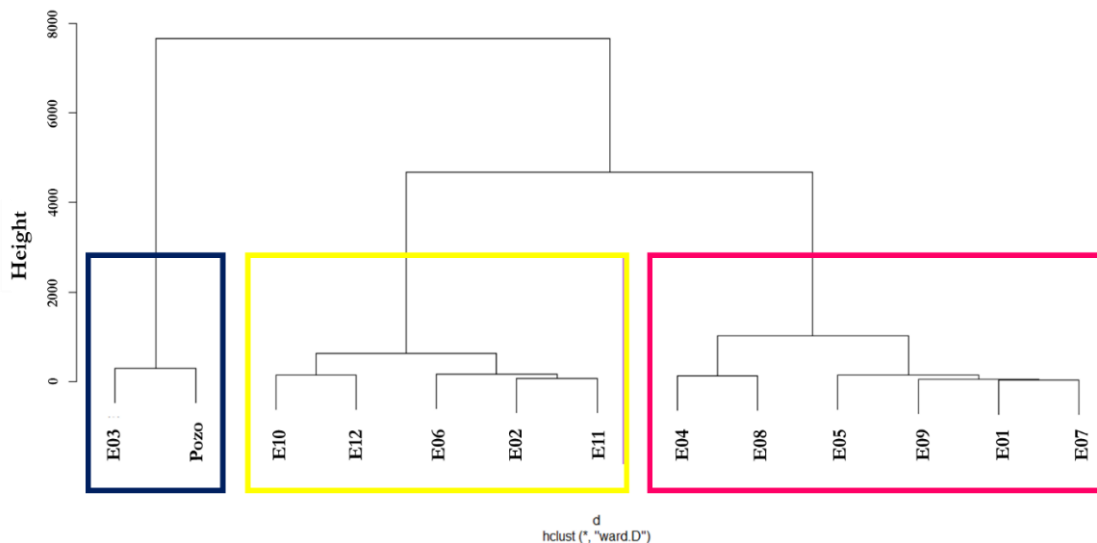 Height
8000
6000
4000
2000
0
E03
Pozo
E10
E12
E06
E02
E11
E04
E08
E05
E09
E01
E07
d
hclust (*, "ward.D")